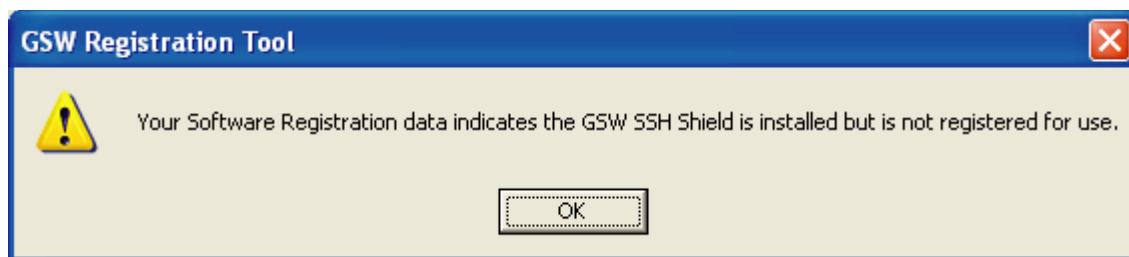 GSW Registration Tool
Your Software Registration data indicates the GSW SSH Shield is installed but is not registered for use.
OK